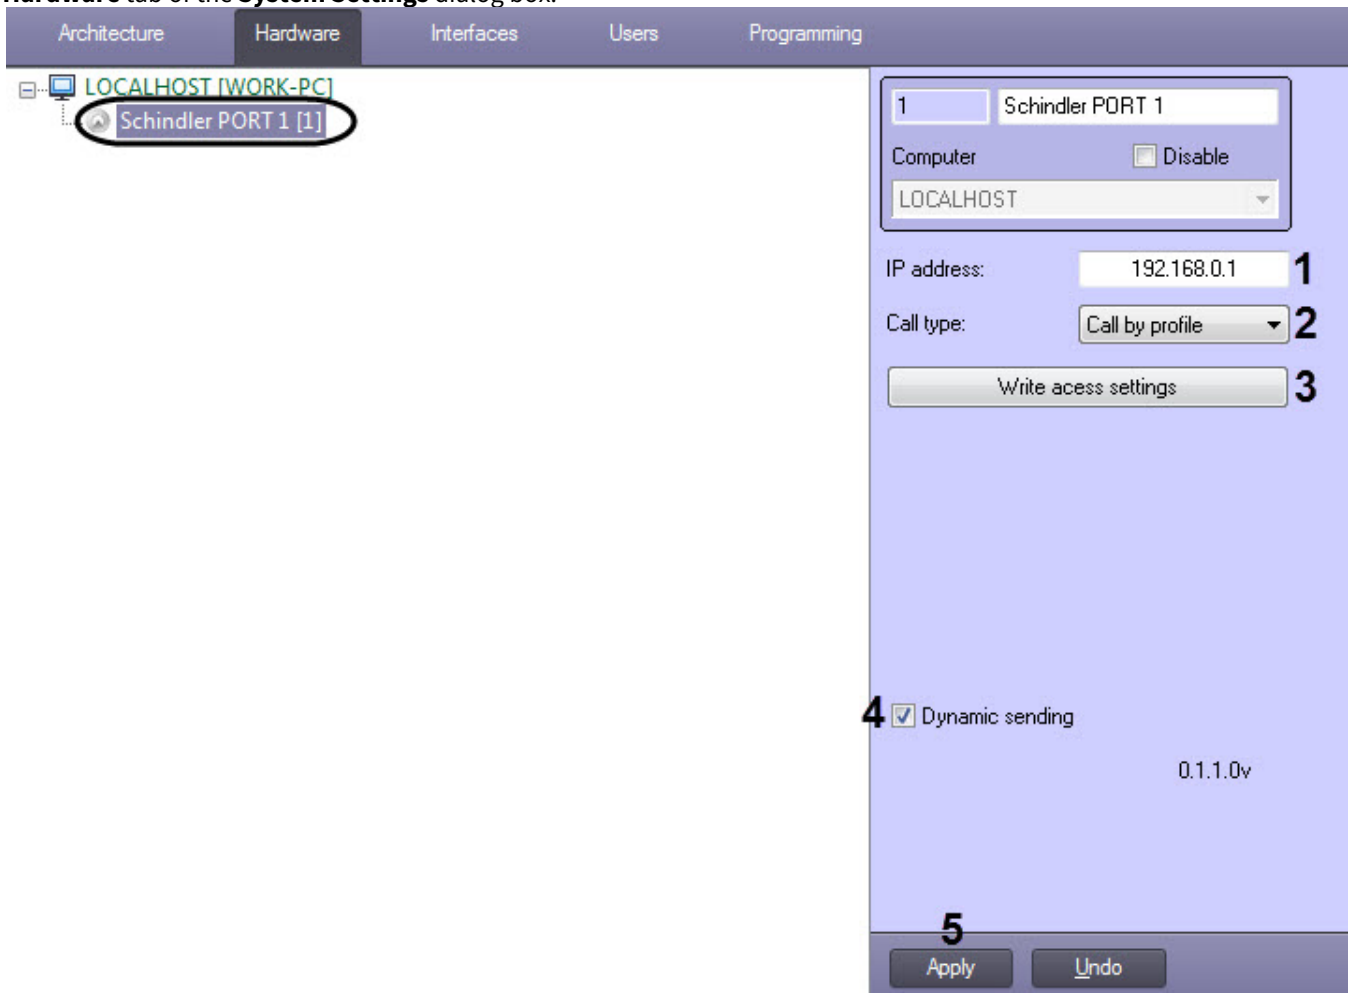 Hardware tab of the System Settings dialog box.
Architecture Hardware Interfaces Users Programming
LOCALHOST [WORK-PC]
Schindler PORT 1 [1]
1 Schindler PORT 1
Computer Disable
LOCALHOST
IP address: 192.168.0.1 1
Call type: Call by profile 2
Write acess settings 3
4 Dynamic sending
0.1.1.0v
5
Apply Undo